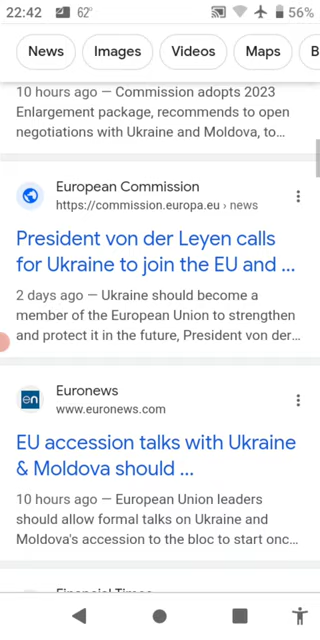 22:42 62° 56%
News Images Videos Maps B
10 hours ago — Commission adopts 2023
Enlargement package, recommends to open
negotiations with Ukraine and Moldova, to…
European Commission
https://commission.europa.eu › news
President von der Leyen calls
for Ukraine to join the EU and ...
2 days ago — Ukraine should become a
member of the European Union to strengthen
and protect it in the future, President von der…
en
Euronews
www.euronews.com
EU accession talks with Ukraine
& Moldova should ...
10 hours ago — European Union leaders
should allow formal talks on Ukraine and
Moldova's accession to the bloc to start onc…
Financial Times